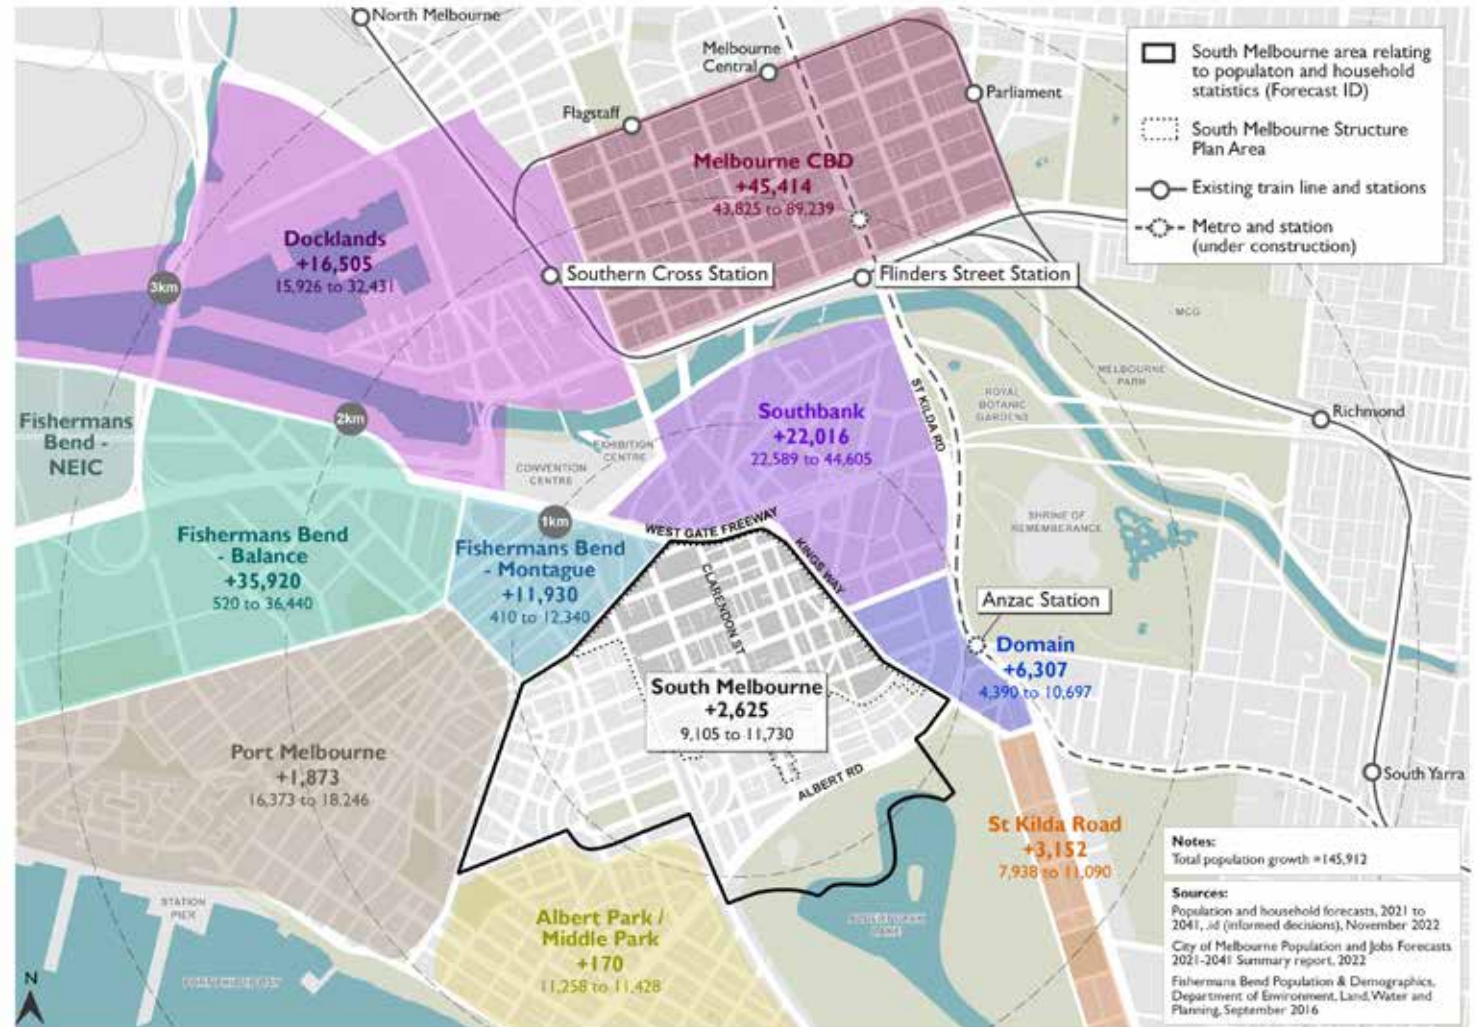 North Melbourne
Melbourne
Central
Flagstaff
Parliament
Melbourne CBD
+45,414
43,825 to 89,239
Docklands
+16,505
15,926 to 32,431
3km
Southern Cross Station
Flinders Street Station
South Melbourne area relating
to populaton and household
statistics (Forecast ID)
South Melbourne Structure
Plan Area
Existing train line and stations
Metro and station
(under construction)
MCG
MELBOURNE
PARK
ROYAL
BOTANIC
GARDENS
Richmond
ST KILDA RD
2km
Fishermans
Bend -
NEIC
Southbank
+22,016
22,589 to 44,605
EXHIBITION
CENTRE
CONVENTION
CENTRE
1km
WEST GATE FREEWAY
KINGS WAY
SHRINE OF
REMEMBERANCE
Fishermans Bend
- Balance
+35,920
520 to 36,440
Fishermans Bend
- Montague
+11,930
410 to 12,340
CLARENDON ST
Anzac Station
Domain
+6,307
4,390 to 10,697
South Melbourne
+2,625
9,105 to 11,730
Port Melbourne
+1,873
16,373 to 18,246
ALBERT RD
South Yarra
St Kilda Road
+3,152
7,938 to 11,090
Albert Park /
Middle Park
+170
11,258 to 11,428
STATION
PIER
PORT PHILLIP BAY
ALBERT PARK
LAKE
N
Notes:
Total population growth =145,912
Sources:
Population and household forecasts, 2021 to
2041, .id (informed decisions), November 2022
City of Melbourne Population and Jobs Forecasts
2021-2041 Summary report, 2022
Fishermans Bend Population & Demographics,
Department of Environment, Land, Water and
Planning, September 2016